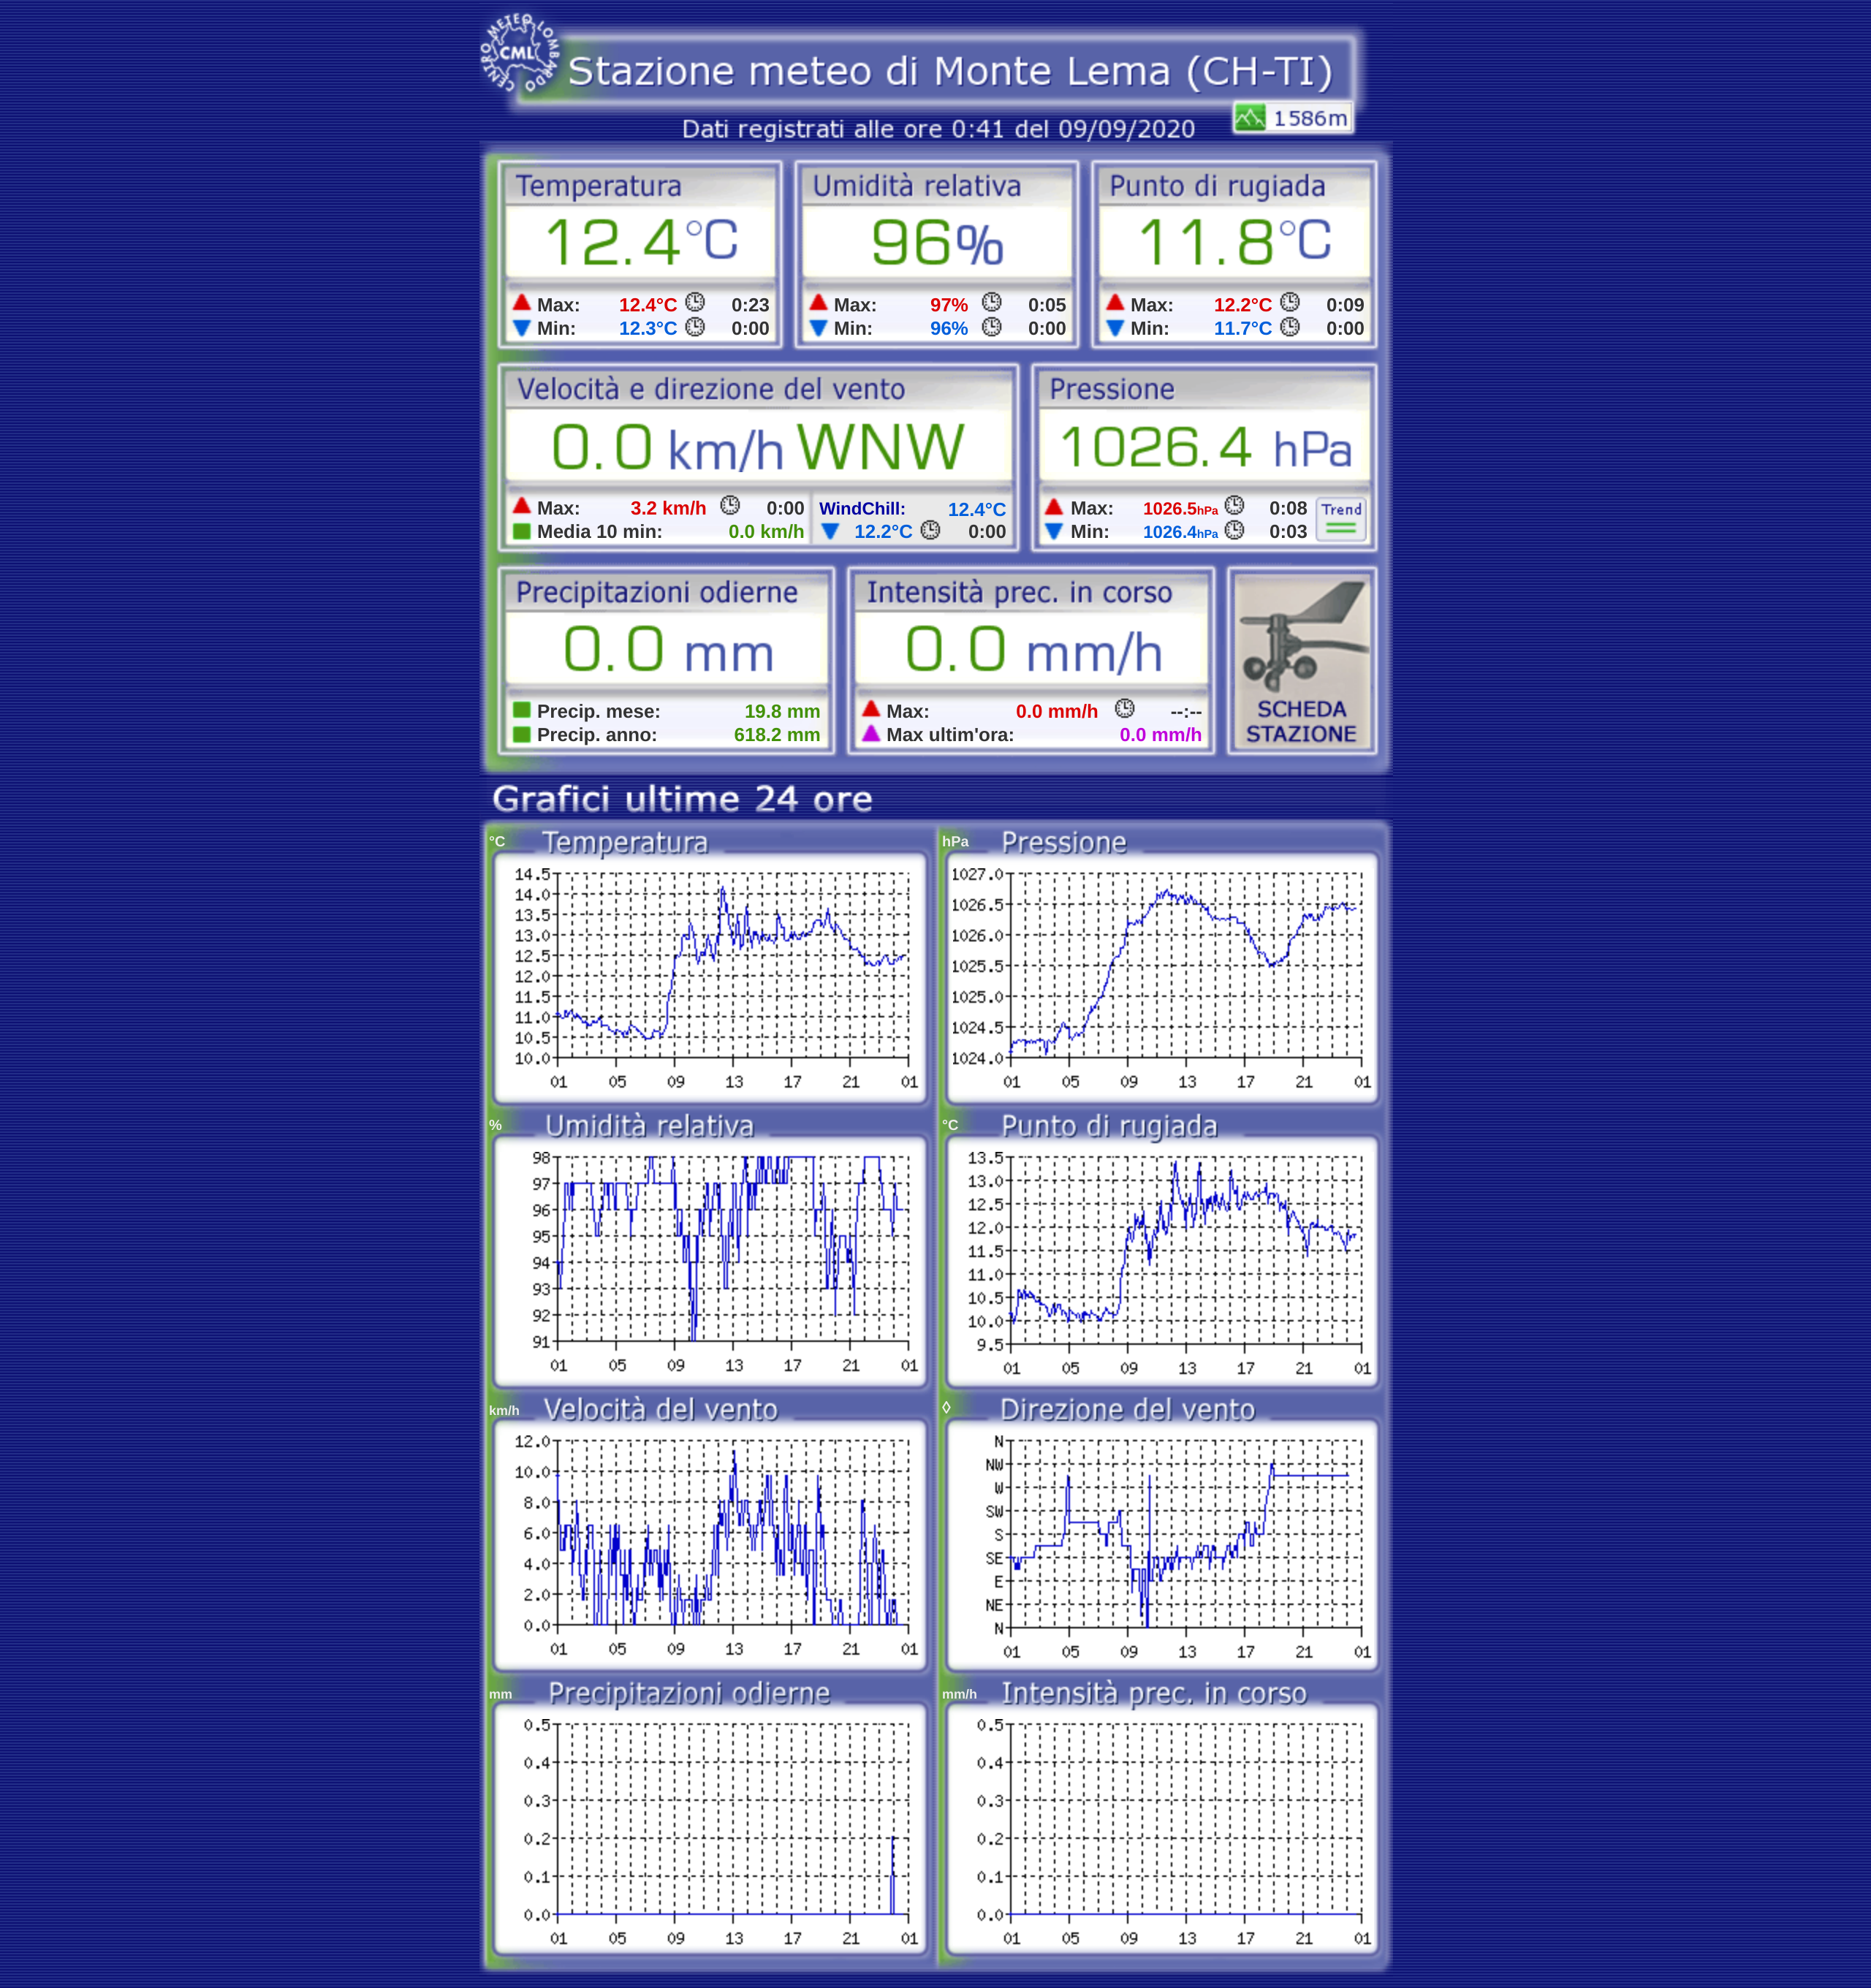 CENTRO METEO LOMBARDO
CML
Stazione meteo di Monte Lema (CH-TI)
1586m
Dati registrati alle ore 0:41 del 09/09/2020
Temperatura
12.4°C
Max: 12.4°C 0:23
Min: 12.3°C 0:00
Umidità relativa
96%
Max: 97% 0:05
Min: 96% 0:00
Punto di rugiada
11.8°C
Max: 12.2°C 0:09
Min: 11.7°C 0:00
Velocità e direzione del vento
0.0 km/h WNW
Max: 3.2 km/h 0:00
Media 10 min: 0.0 km/h
WindChill: 12.4°C
12.2°C 0:00
Pressione
1026.4 hPa
Max: 1026.5hPa 0:08
Min: 1026.4hPa 0:03
Trend
Precipitazioni odierne
0.0 mm
Precip. mese: 19.8 mm
Precip. anno: 618.2 mm
Intensità prec. in corso
0.0 mm/h
Max: 0.0 mm/h --:--
Max ultim'ora: 0.0 mm/h
SCHEDA
STAZIONE
Grafici ultime 24 ore
°C Temperatura
14.5
14.0
13.5
13.0
12.5
12.0
11.5
11.0
10.5
10.0
01 05 09 13 17 21 01
hPa Pressione
1027.0
1026.5
1026.0
1025.5
1025.0
1024.5
1024.0
01 05 09 13 17 21 01
% Umidità relativa
98
97
96
95
94
93
92
91
01 05 09 13 17 21 01
°C Punto di rugiada
13.5
13.0
12.5
12.0
11.5
11.0
10.5
10.0
9.5
01 05 09 13 17 21 01
km/h Velocità del vento
12.0
10.0
8.0
6.0
4.0
2.0
0.0
01 05 09 13 17 21 01
◊ Direzione del vento
N
NW
W
SW
S
SE
E
NE
N
01 05 09 13 17 21 01
mm Precipitazioni odierne
0.5
0.4
0.3
0.2
0.1
0.0
01 05 09 13 17 21 01
mm/h Intensità prec. in corso
0.5
0.4
0.3
0.2
0.1
0.0
01 05 09 13 17 21 01